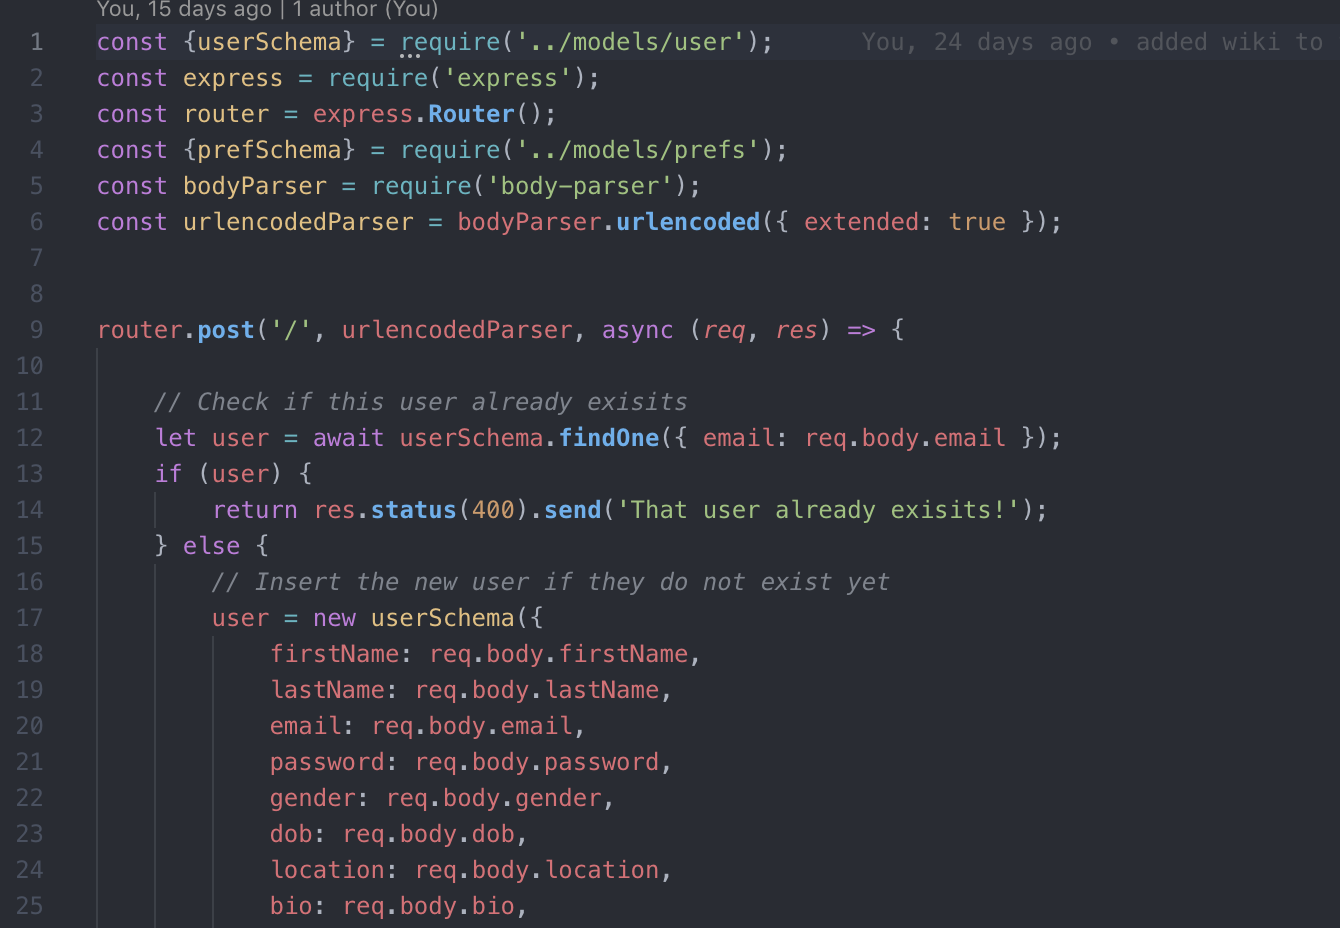 You, 15 days ago | 1 author (You)
1 const {userSchema} = require('../models/user'); You, 24 days ago • added wiki to
2 const express = require('express');
3 const router = express.Router();
4 const {prefSchema} = require('../models/prefs');
5 const bodyParser = require('body-parser');
6 const urlencodedParser = bodyParser.urlencoded({ extended: true });
7
8
9 router.post('/', urlencodedParser, async (req, res) => {
10
11 // Check if this user already exisits
12 let user = await userSchema.findOne({ email: req.body.email });
13 if (user) {
14 return res.status(400).send('That user already exisits!');
15 } else {
16 // Insert the new user if they do not exist yet
17 user = new userSchema({
18 firstName: req.body.firstName,
19 lastName: req.body.lastName,
20 email: req.body.email,
21 password: req.body.password,
22 gender: req.body.gender,
23 dob: req.body.dob,
24 location: req.body.location,
25 bio: req.body.bio,